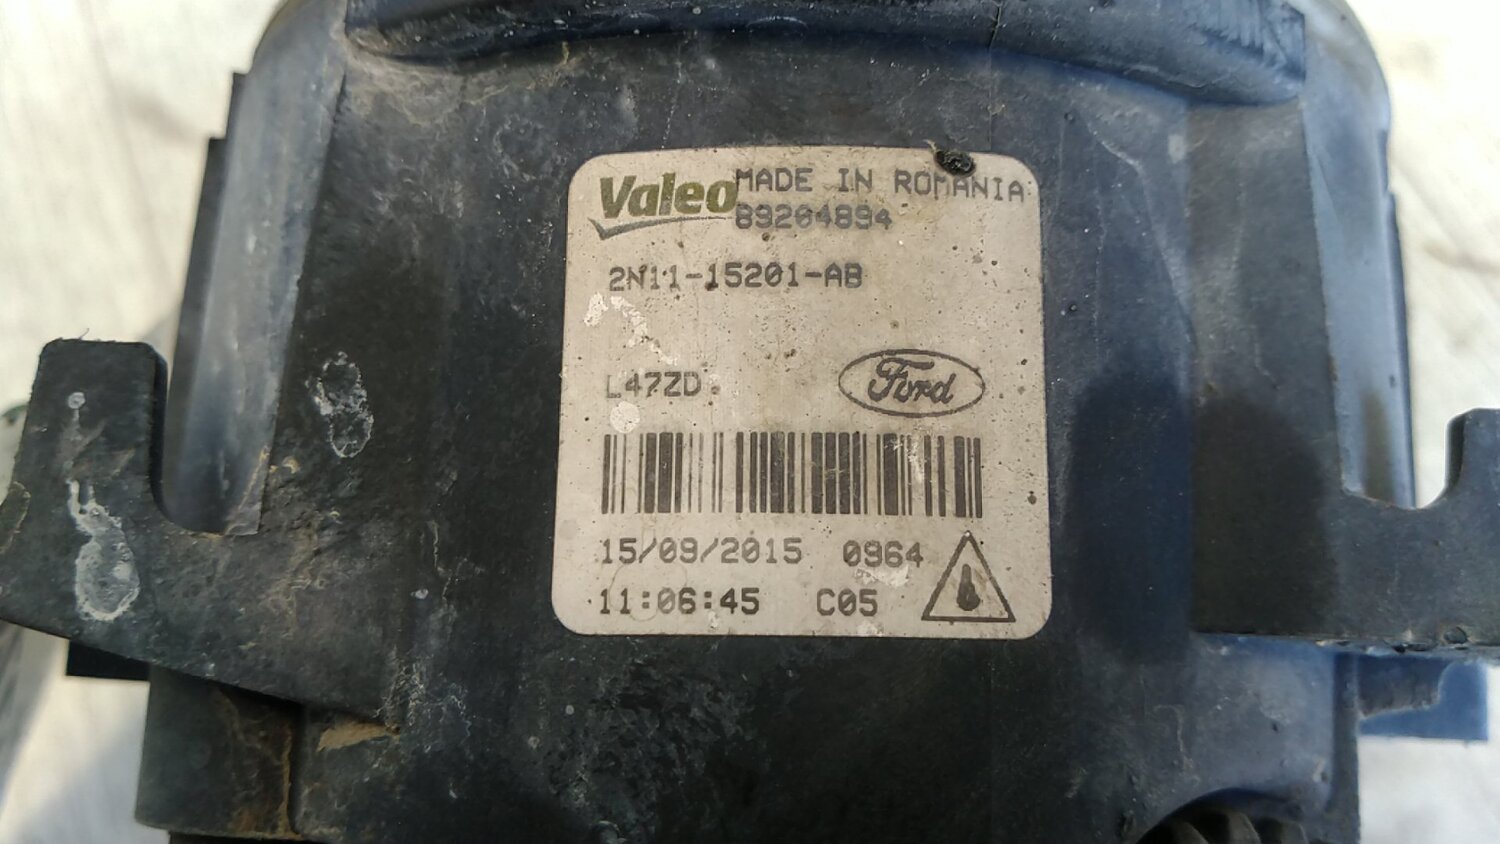 Valeo MADE IN ROMANIA
89204894
2N11-15201-AB
L47ZD
Ford
15/09/2015 0964
11:06:45 C05